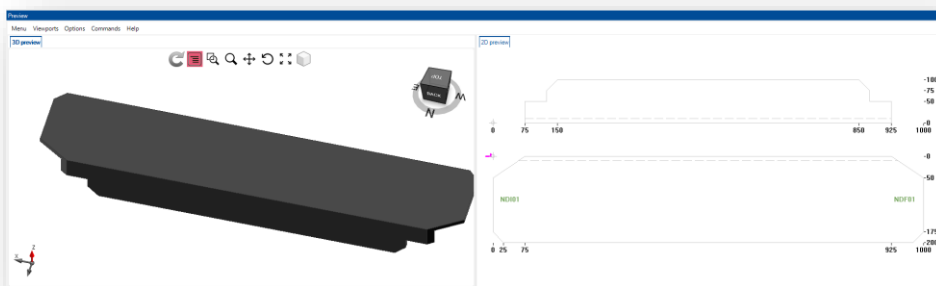 Preview
Menu Viewports Options Commands Help
3D preview
2D preview
TOP
BACK
E
W
N
x
z
-100
-75
-50
-0
0 75 150 850 925 1000
-0
-50
NDI01 NDF01
-175
-200
0 25 75 925 1000